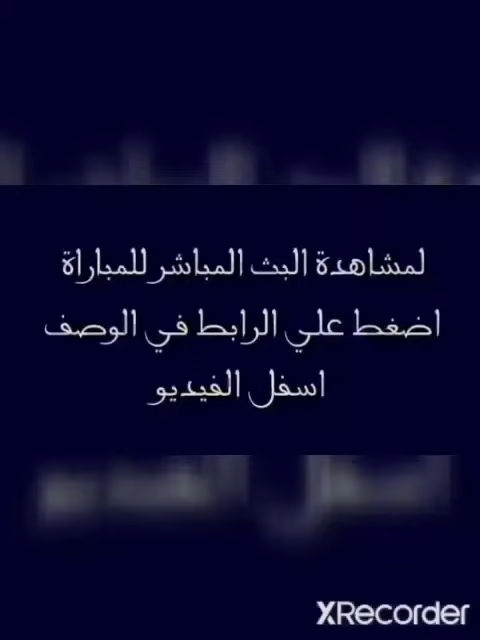 لمشاهدة البث المباشر للمباراة
اضغط علي الرابط في الوصف
اسفل الفيديو
XRecorder